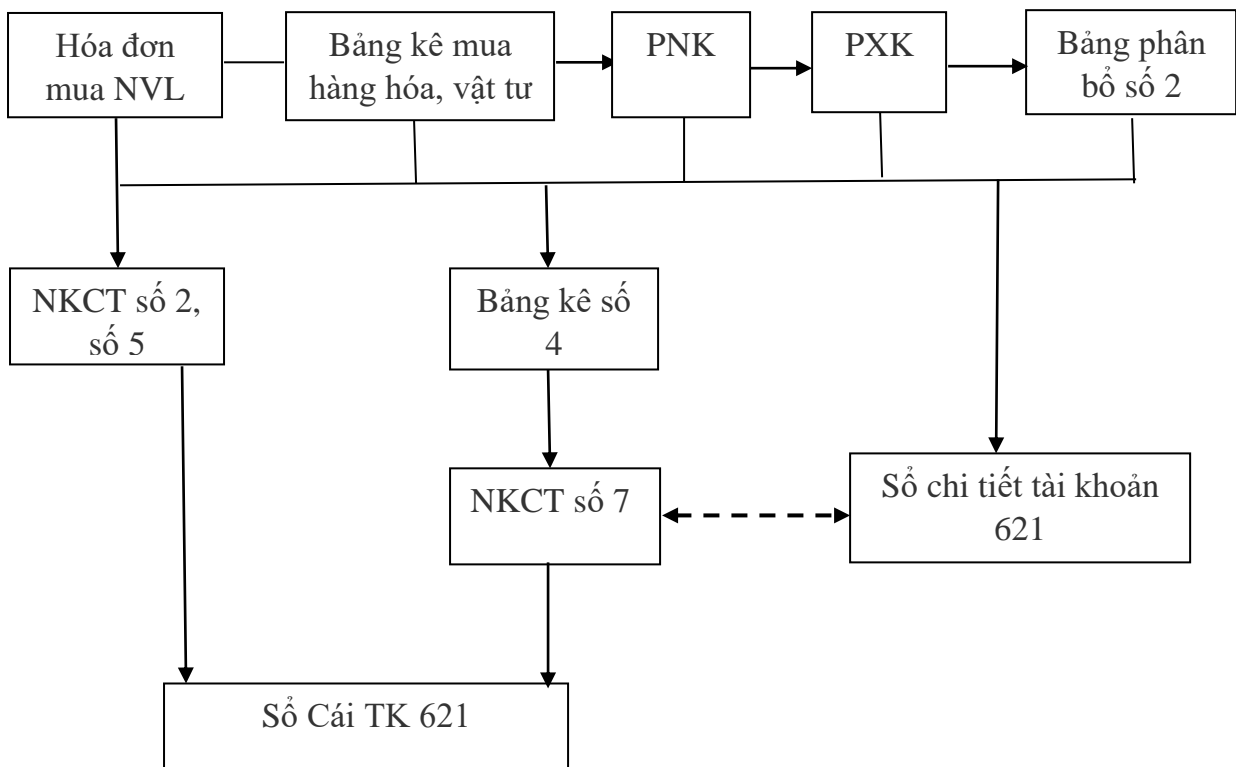 Hóa đơn
mua NVL
Bảng kê mua
hàng hóa, vật tư
PNK
PXK
Bảng phân
bổ số 2
NKCT số 2,
số 5
Bảng kê số
4
NKCT số 7
Sổ chi tiết tài khoản
621
Sổ Cái TK 621